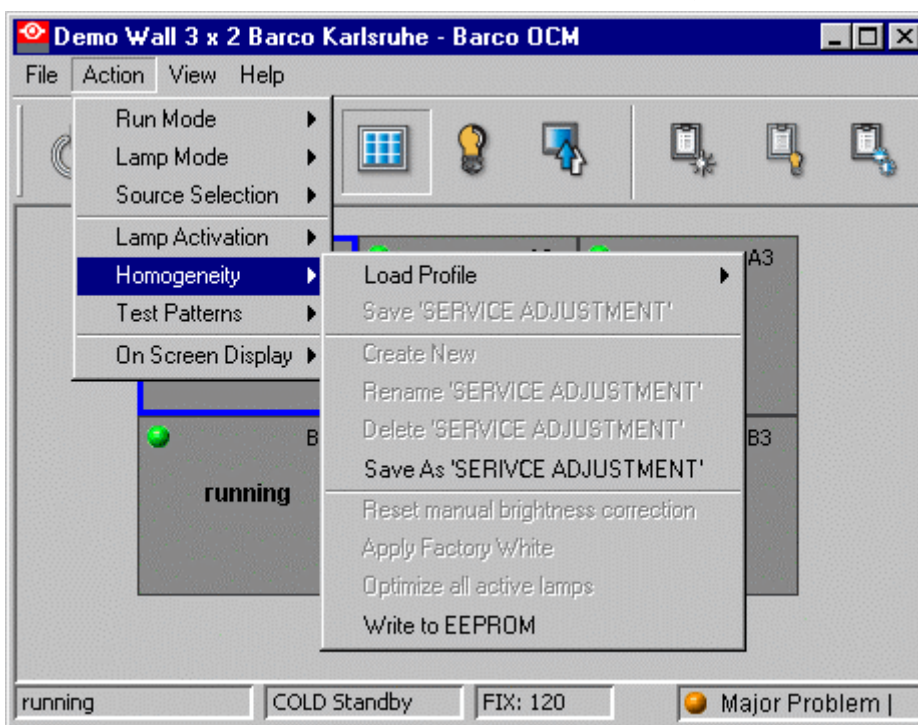 Demo Wall 3 x 2 Barco Karlsruhe - Barco OCM
File Action View Help
Run Mode
Lamp Mode
Source Selection
Lamp Activation
Homogeneity
Test Patterns
On Screen Display
A3
Load Profile
Save 'SERVICE ADJUSTMENT'
Create New
Rename 'SERVICE ADJUSTMENT'
Delete 'SERVICE ADJUSTMENT'
Save As 'SERIVCE ADJUSTMENT'
Reset manual brightness correction
Apply Factory White
Optimize all active lamps
Write to EEPROM
B
B3
running
running COLD Standby FIX: 120 Major Problem |